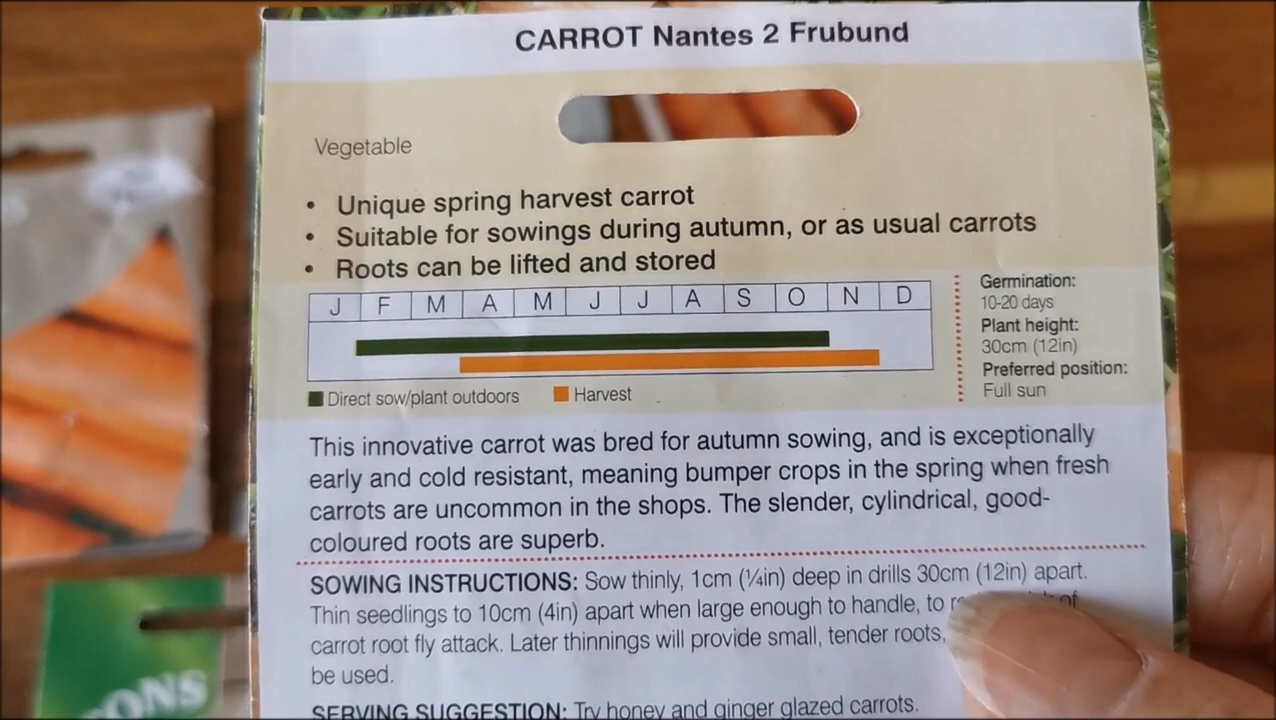 CARROT Nantes 2 Frubund
Vegetable
• Unique spring harvest carrot
• Suitable for sowings during autumn, or as usual carrots
• Roots can be lifted and stored
J F M A M J J A S O N D
Direct sow/plant outdoors Harvest
Germination:
10-20 days
Plant height:
30cm (12in)
Preferred position:
Full sun
This innovative carrot was bred for autumn sowing, and is exceptionally
early and cold resistant, meaning bumper crops in the spring when fresh
carrots are uncommon in the shops. The slender, cylindrical, good-
coloured roots are superb.
SOWING INSTRUCTIONS: Sow thinly, 1cm (¼in) deep in drills 30cm (12in) apart.
Thin seedlings to 10cm (4in) apart when large enough to handle, to of
carrot root fly attack. Later thinnings will provide small, tender roots,
be used.
SERVING SUGGESTION: Try honey and ginger glazed carrots.
ONS